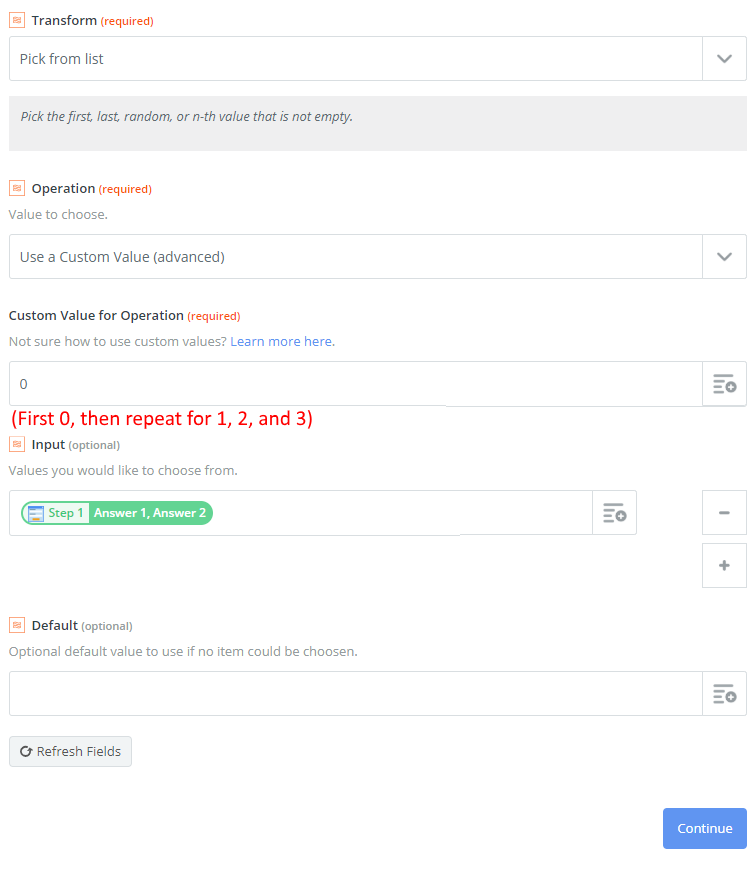 Transform (required)
Pick from list
Pick the first, last, random, or n-th value that is not empty.
Operation (required)
Value to choose.
Use a Custom Value (advanced)
Custom Value for Operation (required)
Not sure how to use custom values? Learn more here.
0
(First 0, then repeat for 1, 2, and 3)
Input (optional)
Values you would like to choose from.
Step 1 Answer 1, Answer 2
Default (optional)
Optional default value to use if no item could be choosen.
Refresh Fields
Continue